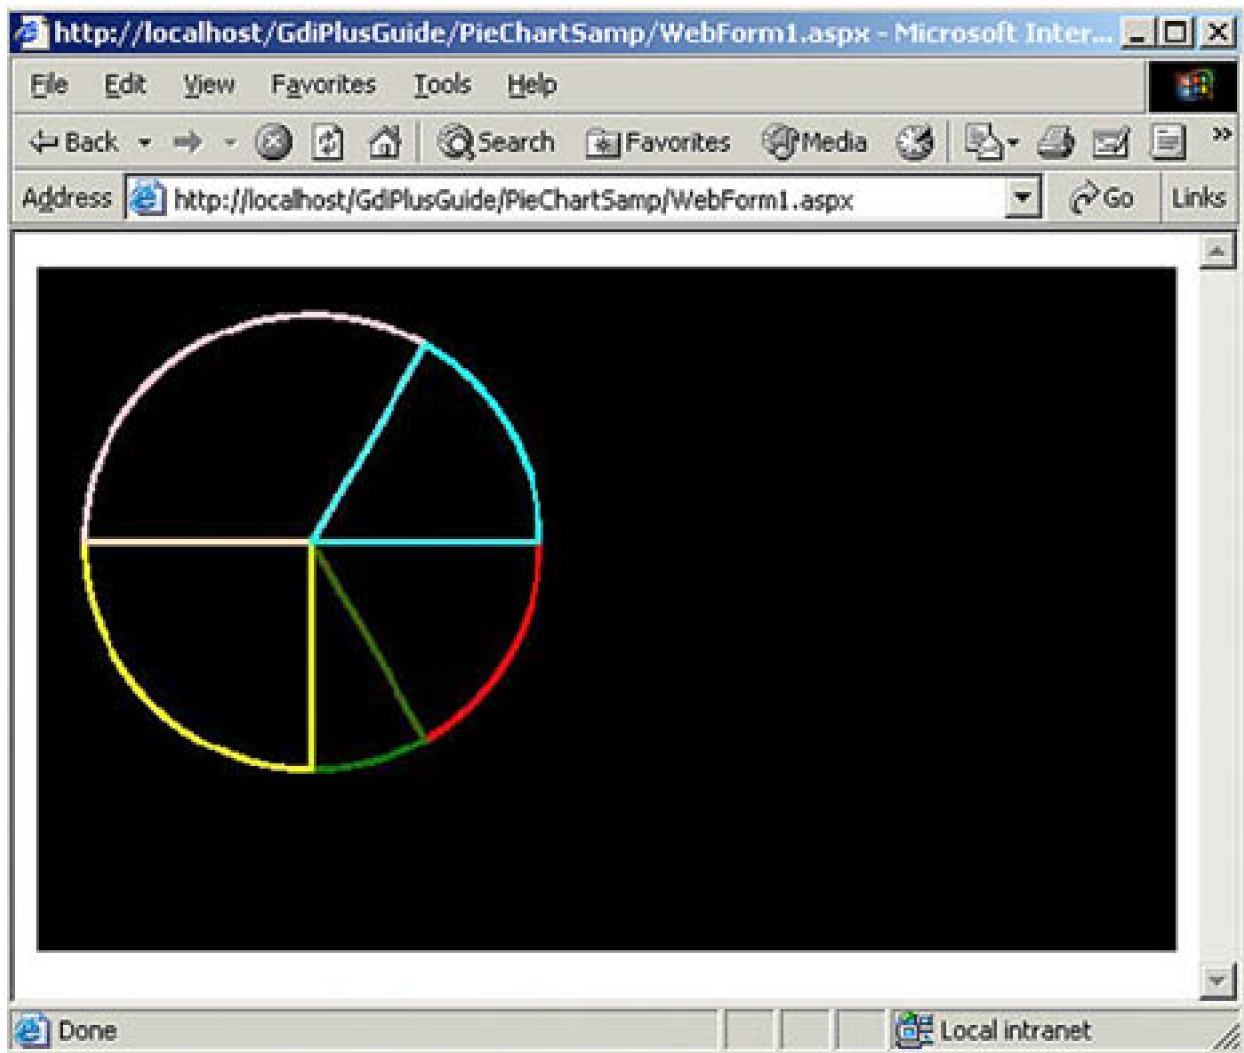 http://localhost/GdiPlusGuide/PieChartSamp/WebForm1.aspx - Microsoft Inter...
File Edit View Favorites Tools Help
Back Search Favorites Media »
Address http://localhost/GdiPlusGuide/PieChartSamp/WebForm1.aspx Go Links
Done Local intranet